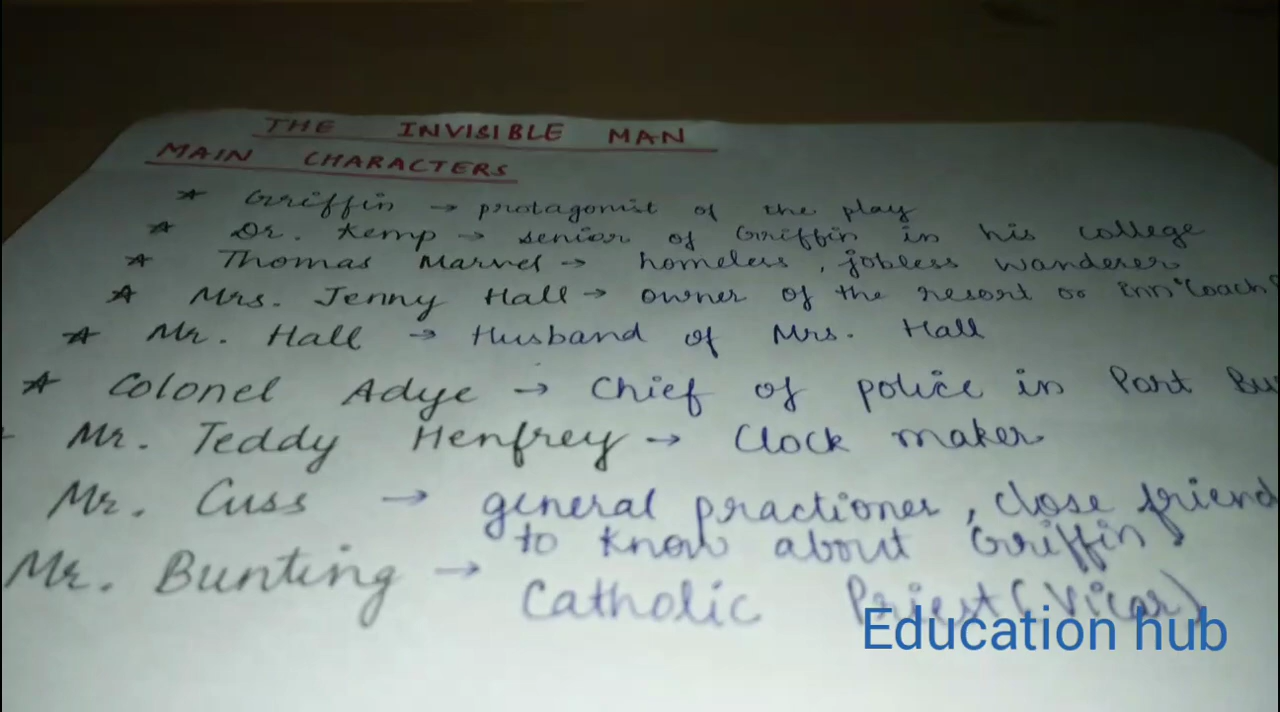 THE INVISIBLE MAN
MAIN CHARACTERS
* Griffin → protagonist of the play
* Dr. Kemp → senior of Griffin in his college
* Thomas Marvel → homeless, jobless wanderer
* Mrs. Jenny Hall → owner of the resort or inn "Coach
* Mr. Hall → Husband of Mrs. Hall
* Colonel Adye → Chief of police in Port Bu
Mr. Teddy Henfrey → Clock maker
Mr. Cuss → general practioner, close friend
to know about Griffin
Mr. Bunting → Catholic Priest (Vicar)
Education hub